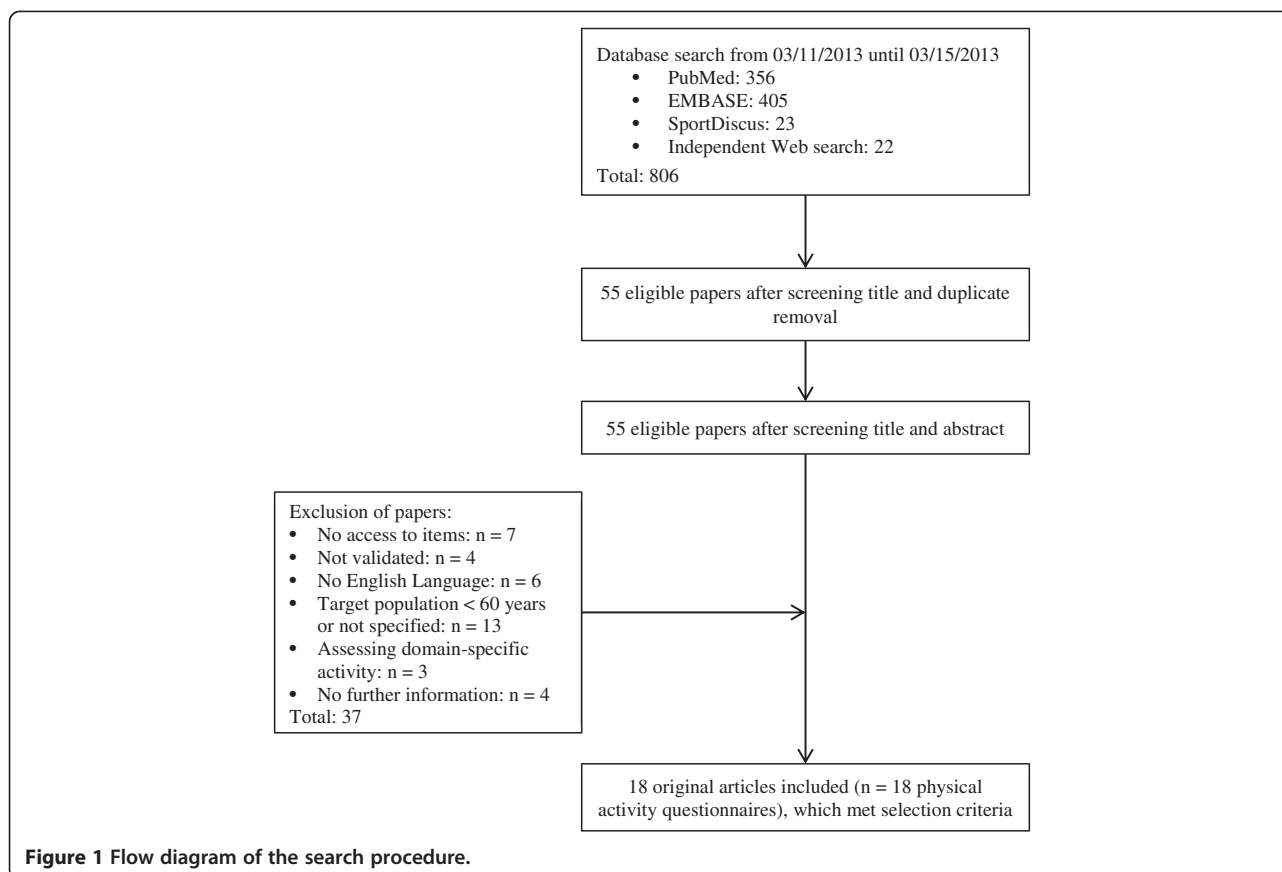 Database search from 03/11/2013 until 03/15/2013
• PubMed: 356
• EMBASE: 405
• SportDiscus: 23
• Independent Web search: 22
Total: 806
55 eligible papers after screening title and duplicate
removal
55 eligible papers after screening title and abstract
Exclusion of papers:
• No access to items: n = 7
• Not validated: n = 4
• No English Language: n = 6
• Target population < 60 years
or not specified: n = 13
• Assessing domain-specific
activity: n = 3
• No further information: n = 4
Total: 37
18 original articles included (n = 18 physical
activity questionnaires), which met selection criteria
Figure 1 Flow diagram of the search procedure.